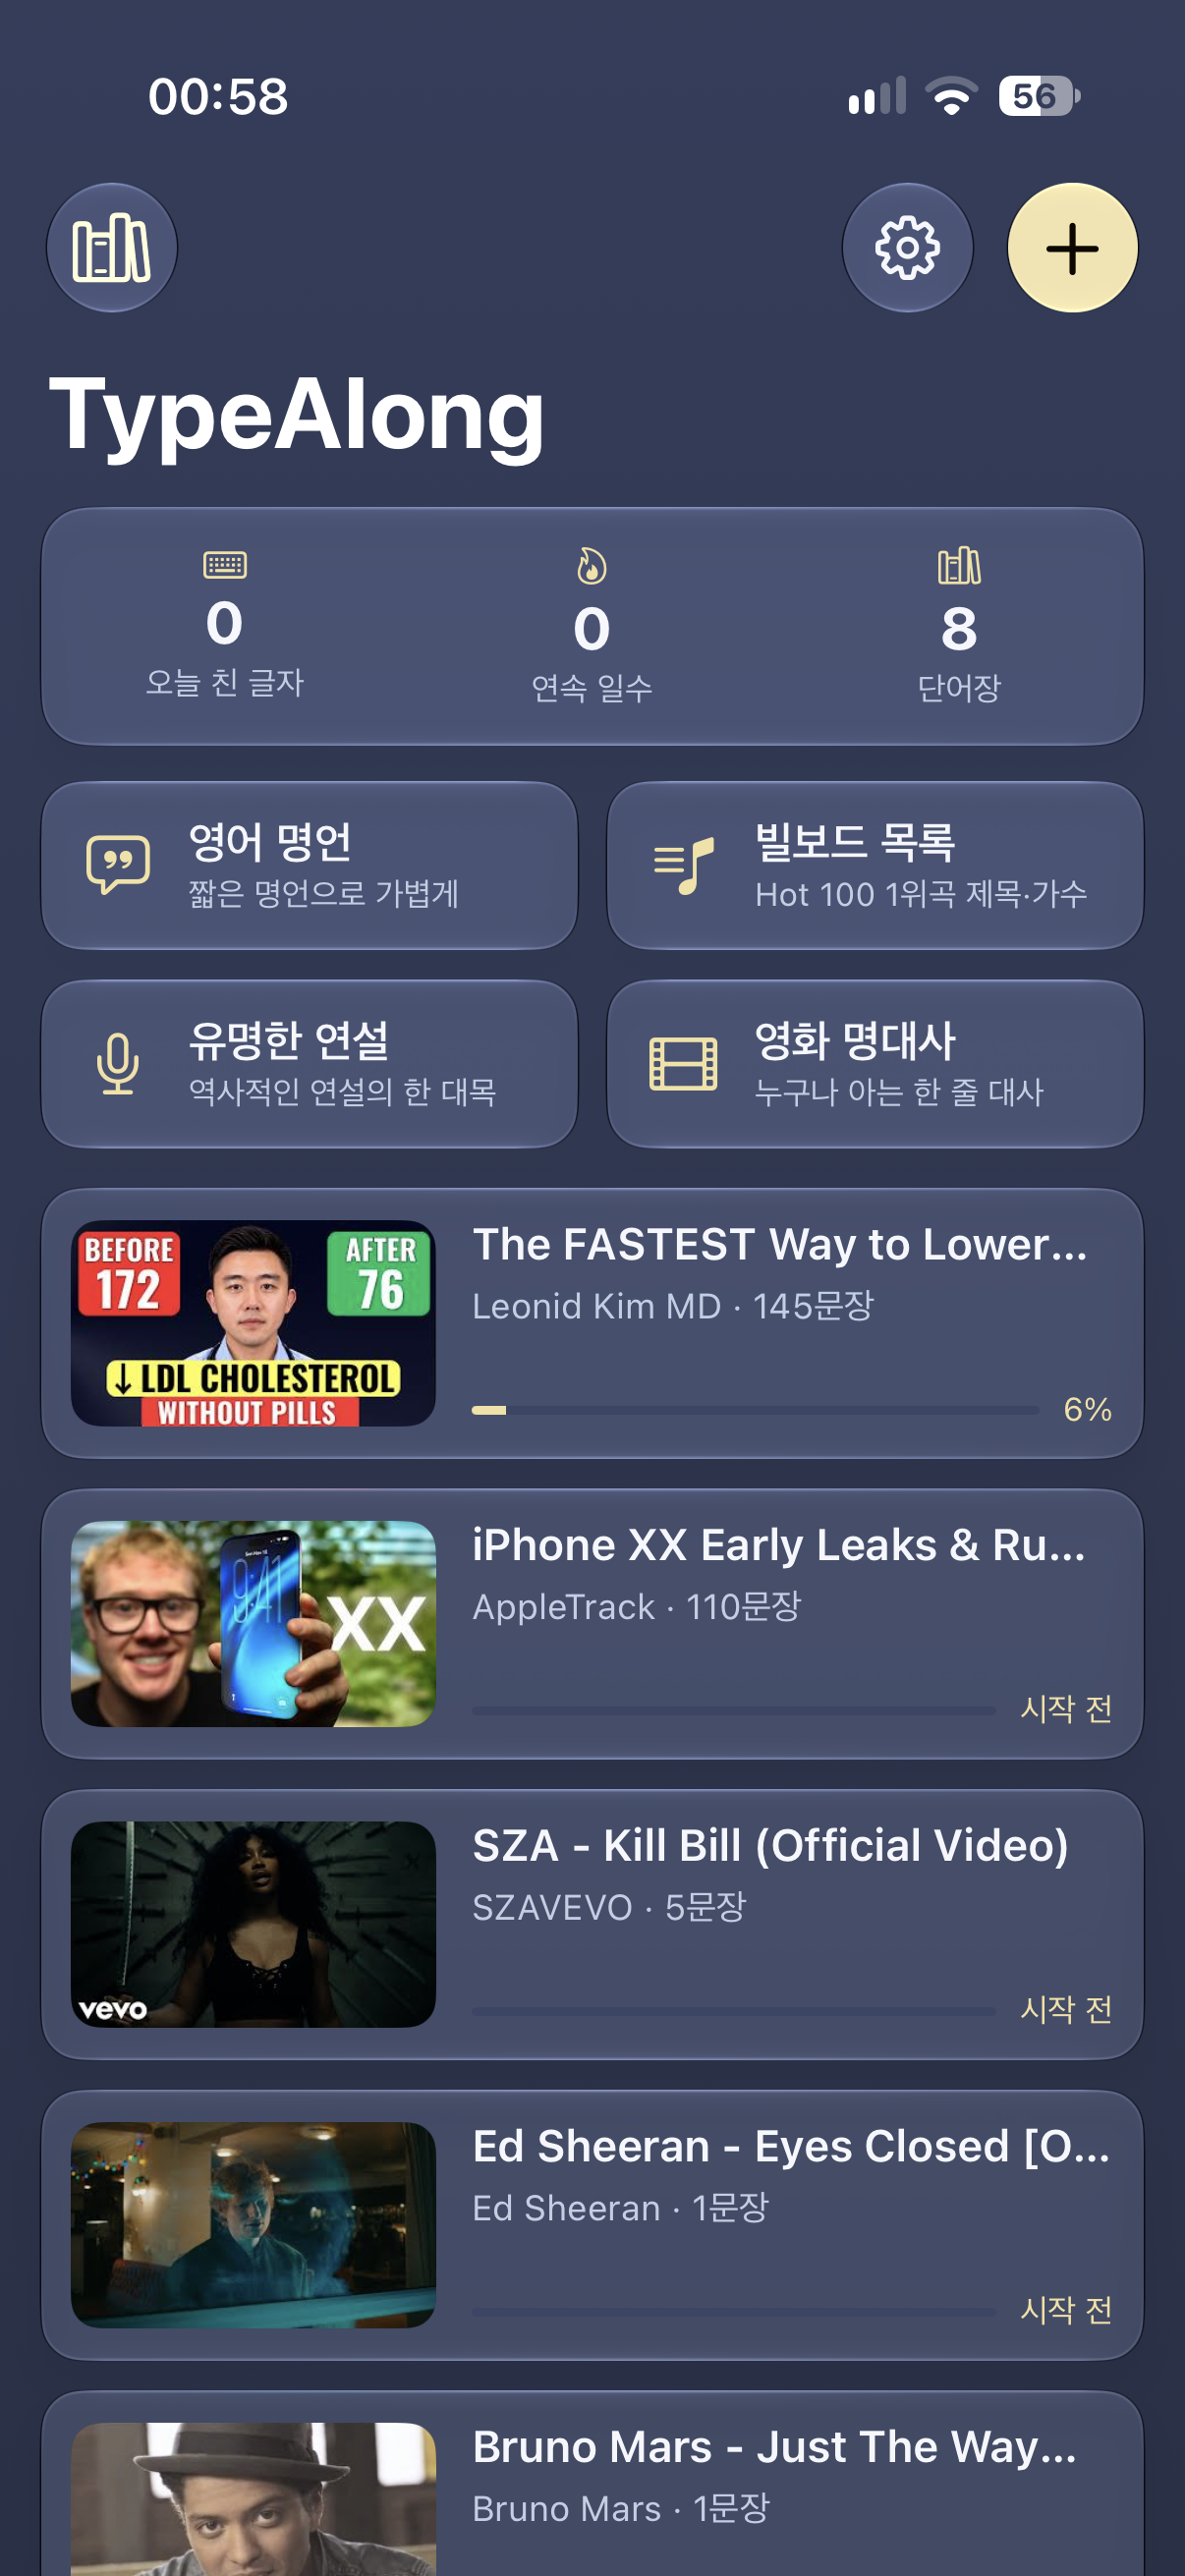 00:58
56
TypeAlong
0
오늘 친 글자
0
연속 일수
8
단어장
영어 명언
짧은 명언으로 가볍게
빌보드 목록
Hot 100 1위곡 제목·가수
유명한 연설
역사적인 연설의 한 대목
영화 명대사
누구나 아는 한 줄 대사
BEFORE
172
AFTER
76
↓ LDL CHOLESTEROL
WITHOUT PILLS
The FASTEST Way to Lower...
Leonid Kim MD · 145문장
6%
9:41
XX
iPhone XX Early Leaks & Ru...
AppleTrack · 110문장
시작 전
vevo
SZA - Kill Bill (Official Video)
SZAVEVO · 5문장
시작 전
Ed Sheeran - Eyes Closed [O...
Ed Sheeran · 1문장
시작 전
Bruno Mars - Just The Way...
Bruno Mars · 1문장